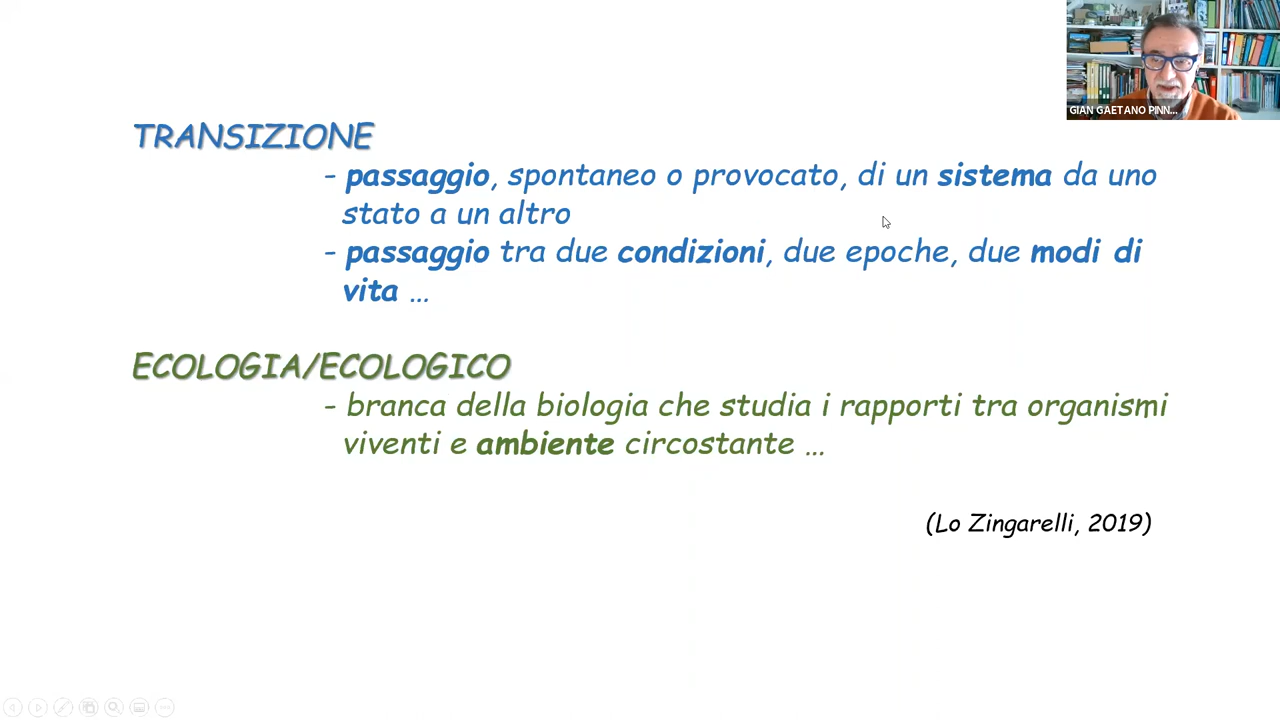 GIAN GAETANO PINN...
TRANSIZIONE
- passaggio, spontaneo o provocato, di un sistema da uno
stato a un altro
- passaggio tra due condizioni, due epoche, due modi di
vita ...
ECOLOGIA/ECOLOGICO
- branca della biologia che studia i rapporti tra organismi
viventi e ambiente circostante ...
(Lo Zingarelli, 2019)